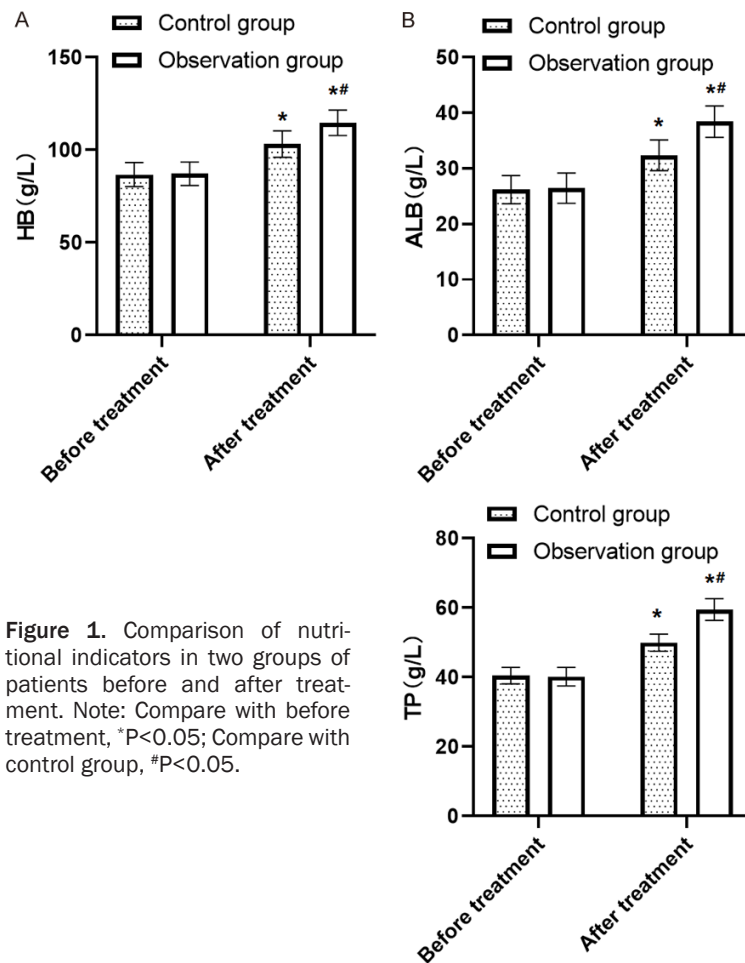 A
Control group
Observation group
HB(g/L)
150
100
50
0
*
*#
Before treatment
After treatment
B
Control group
Observation group
ALB(g/L)
50
40
30
20
10
0
*
*#
Before treatment
After treatment
Control group
Observation group
TP(g/L)
80
60
40
20
0
*
*#
Before treatment
After treatment
Figure 1. Comparison of nutri-
tional indicators in two groups of
patients before and after treat-
ment. Note: Compare with before
treatment, *P<0.05; Compare with
control group, #P<0.05.